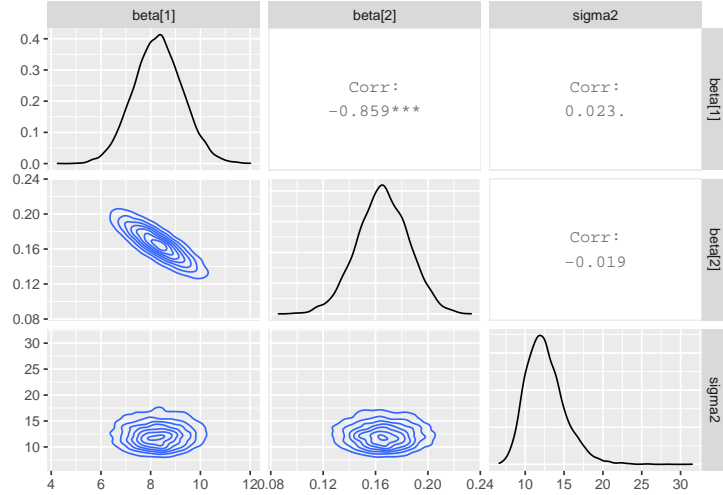 beta[1] beta[2] sigma2
0.4
0.3
0.2
0.1
0.0
Corr:
−0.859***
Corr:
0.023.
beta[1]
0.24
0.20
0.16
0.12
0.08
Corr:
−0.019
beta[2]
30
25
20
15
10
sigma2
4 6 8 10 12
0.08 0.12 0.16 0.20 0.24
10 15 20 25 30